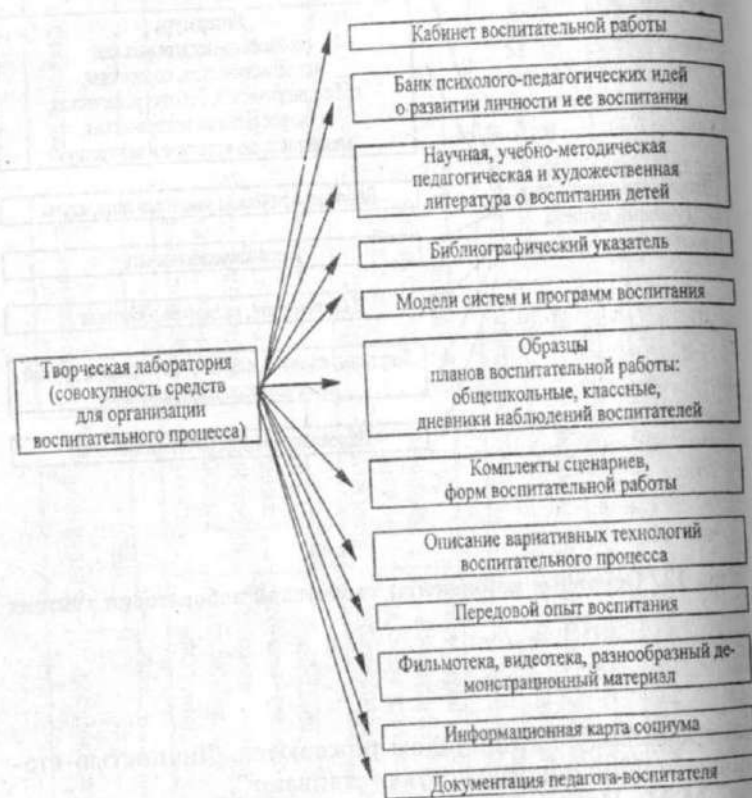 Кабинет воспитательной работы
Банк психолого-педагогических идей
о развитии личности и ее воспитании
Научная, учебно-методическая
педагогическая и художественная
литература о воспитании детей
Библиографический указатель
Модели систем и программ воспитания
Творческая лаборатория
(совокупность средств
для организации
воспитательного процесса)
Образцы
планов воспитательной работы:
общешкольные, классные,
дневники наблюдений воспитателей
Комплекты сценариев,
форм воспитательной работы
Описание вариативных технологий
воспитательного процесса
Передовой опыт воспитания
Фильмотека, видеотека, разнообразный де-
монстрационный материал
Информационная карта социума
Документация педагога-воспитателя